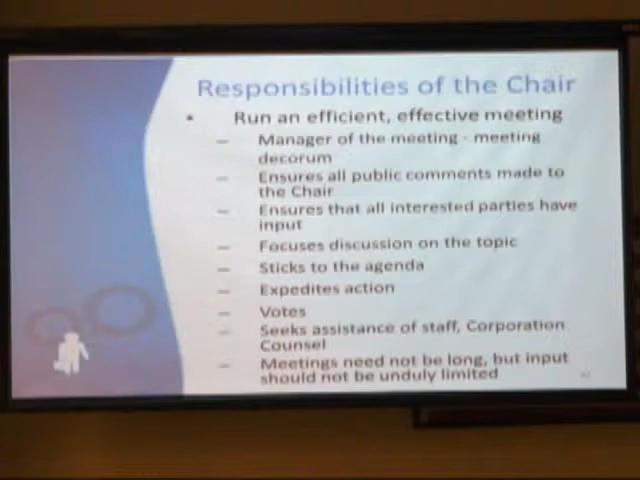 Responsibilities of the Chair
• Run an efficient, effective meeting
– Manager of the meeting - meeting
decorum
– Ensures all public comments made to
the Chair
– Ensures that all interested parties have
input
– Focuses discussion on the topic
– Sticks to the agenda
– Expedites action
– Votes
– Seeks assistance of staff, Corporation
Counsel
– Meetings need not be long, but input
should not be unduly limited